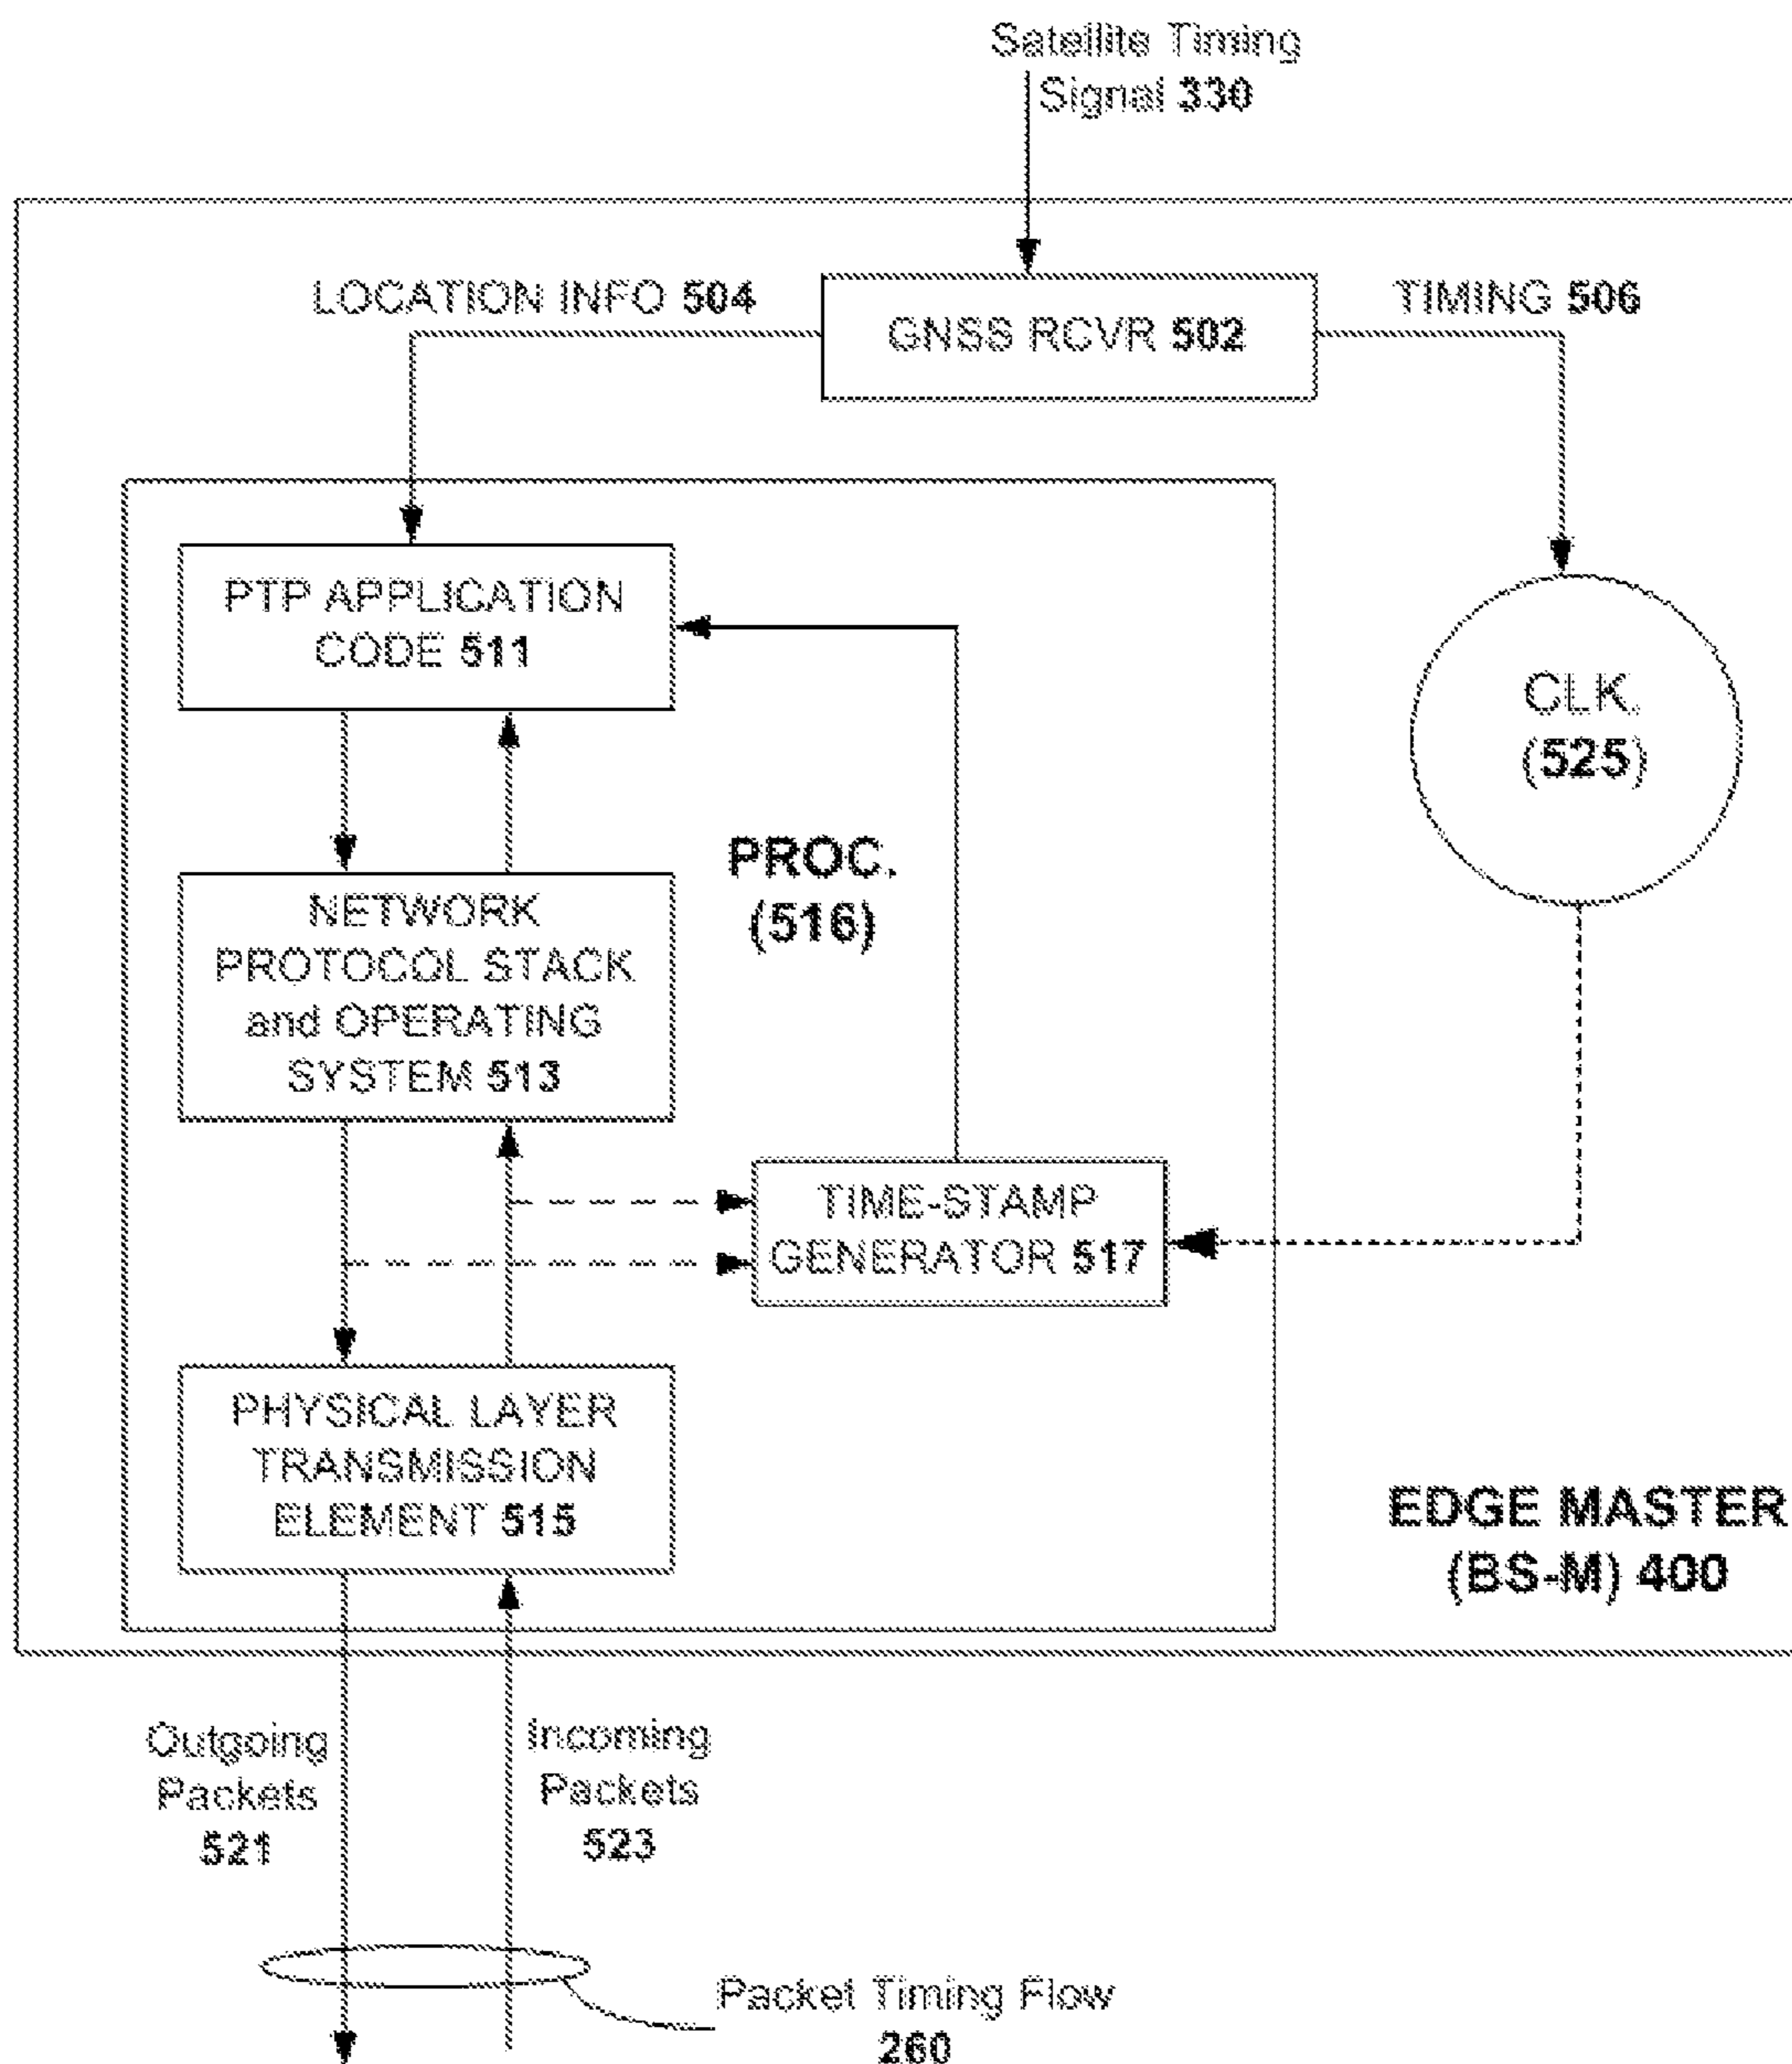 Satellite Timing
Signal 330
LOCATION INFO 504
GNSS RCVR 502
TIMING 506
PTP APPLICATION
CODE 511
CLK.
(525)
PROC.
(516)
NETWORK
PROTOCOL STACK
and OPERATING
SYSTEM 513
TIME-STAMP
GENERATOR 517
PHYSICAL LAYER
TRANSMISSION
ELEMENT 515
EDGE MASTER
(BS-M) 400
Outgoing
Packets
521
Incoming
Packets
523
Packet Timing Flow
260